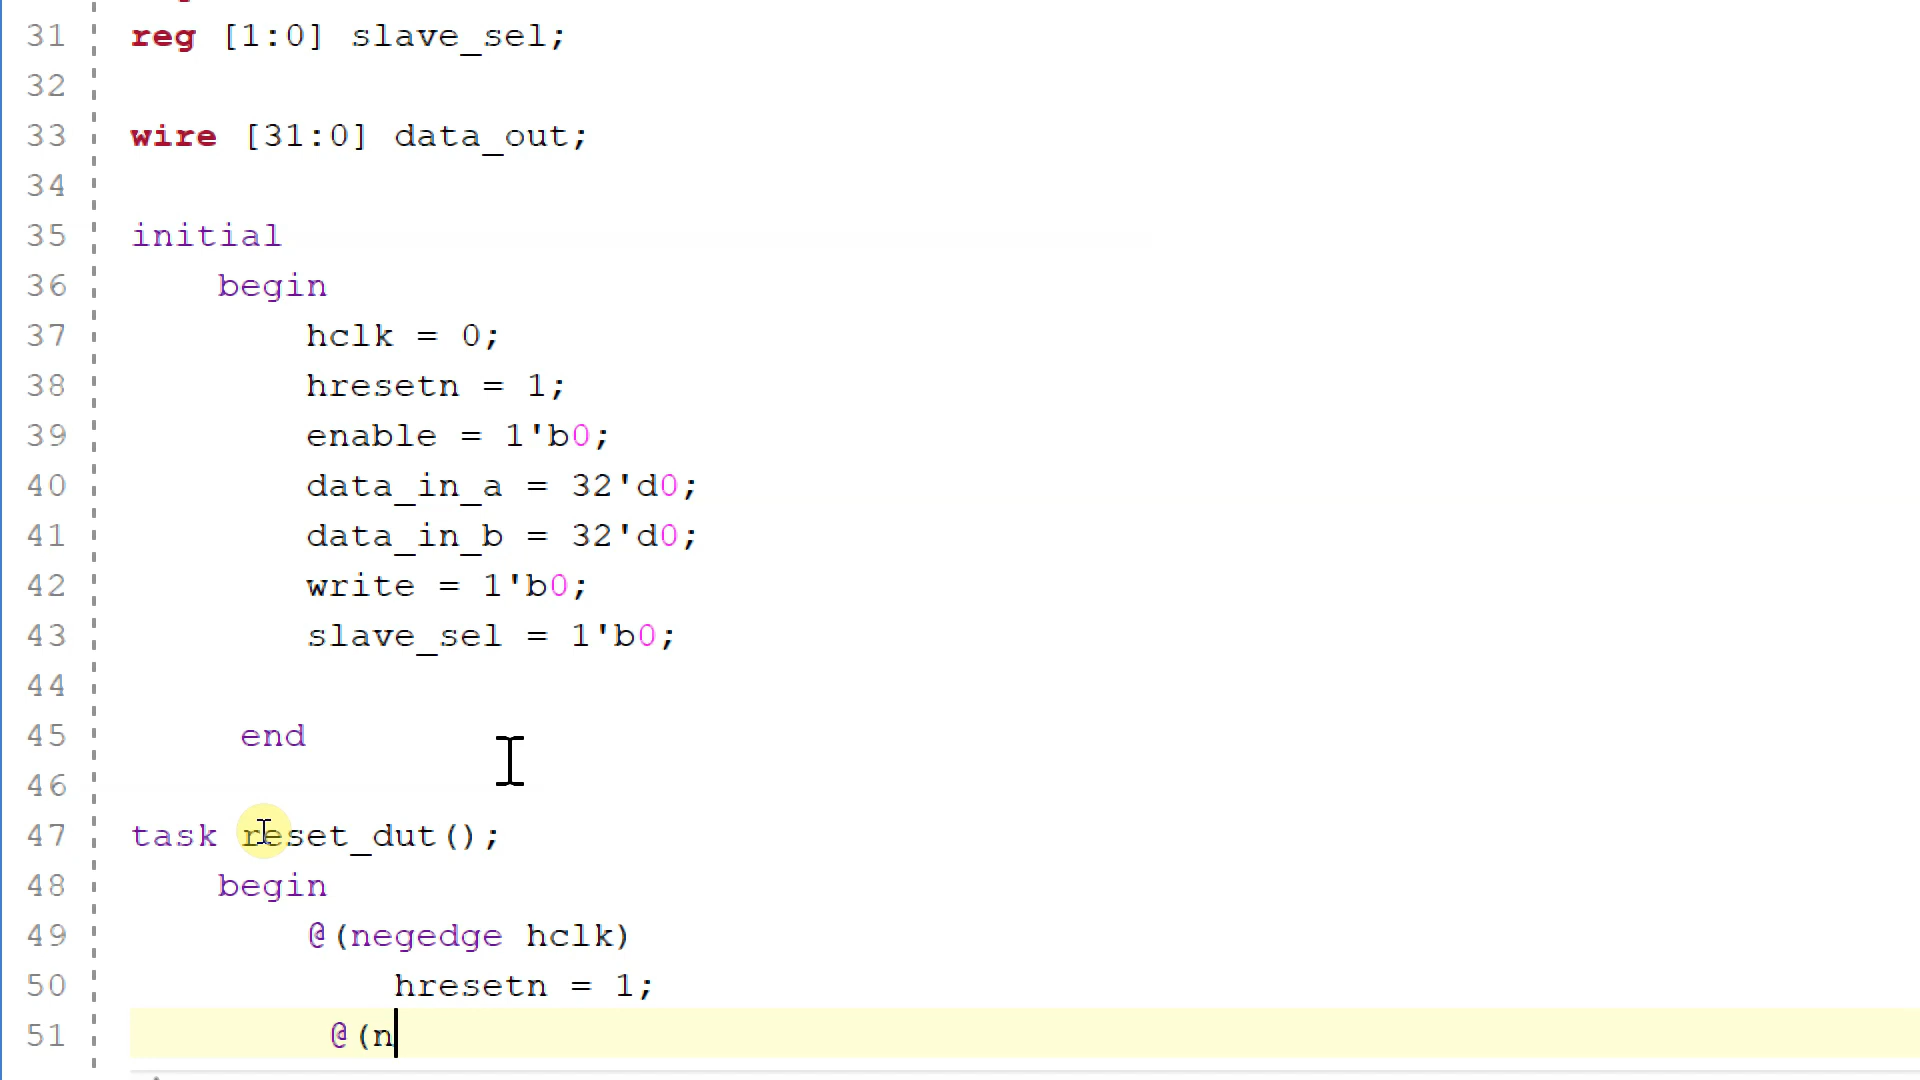 31 reg [1:0] slave_sel;
32
33 wire [31:0] data_out;
34
35 initial
36 begin
37 hclk = 0;
38 hresetn = 1;
39 enable = 1'b0;
40 data_in_a = 32'd0;
41 data_in_b = 32'd0;
42 write = 1'b0;
43 slave_sel = 1'b0;
44
45 end
46
47 task reset_dut();
48 begin
49 @(negedge hclk)
50 hresetn = 1;
51 @(n